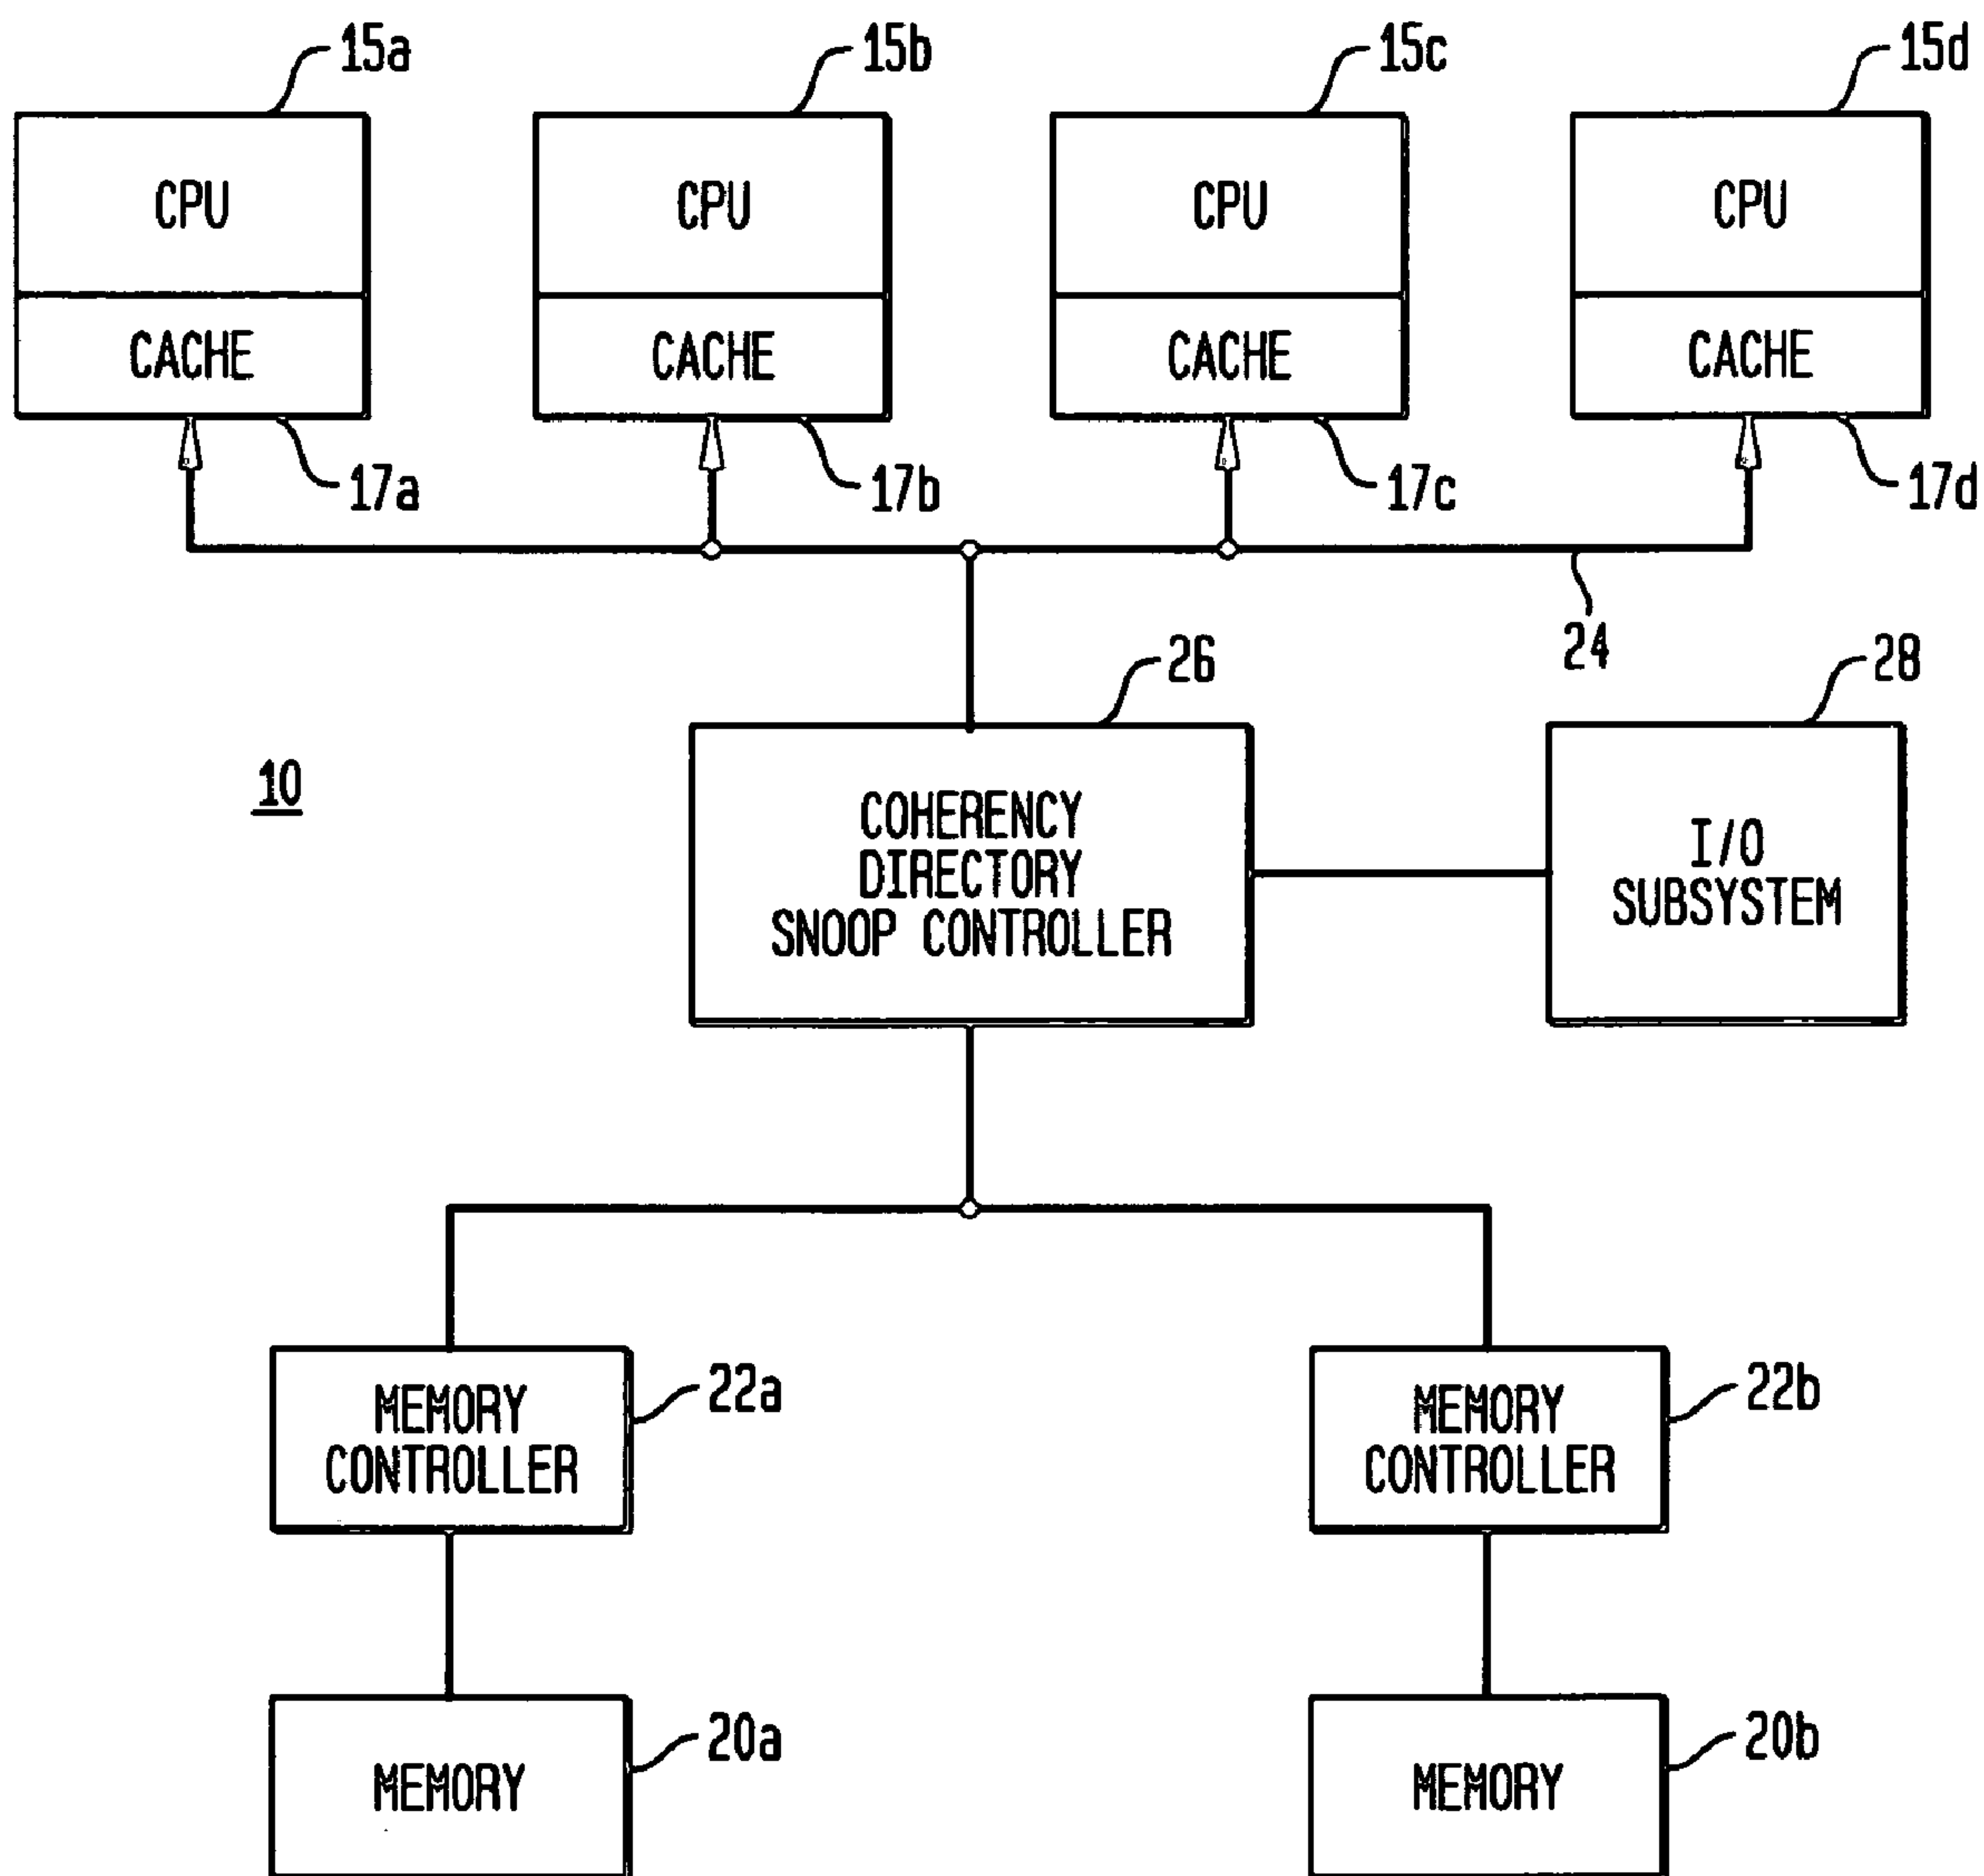 15a
15b
15c
15d
CPU
CPU
CPU
CPU
CACHE
CACHE
CACHE
CACHE
17a
17b
17c
17d
24
26
28
10
COHERENCY
DIRECTORY
SNOOP CONTROLLER
I/O
SUBSYSTEM
MEMORY
CONTROLLER
22a
MEMORY
CONTROLLER
22b
MEMORY
20a
MEMORY
20b